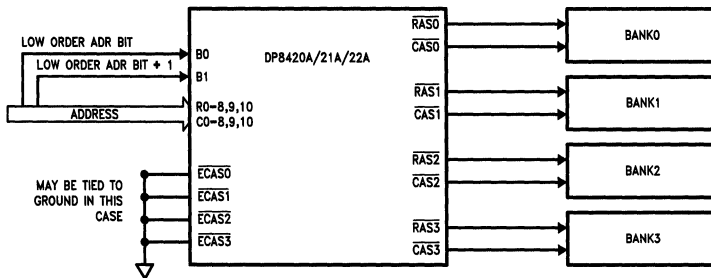 DP8420A/21A/22A
LOW ORDER ADR BIT
B0
LOW ORDER ADR BIT + 1
B1
ADDRESS
R0-8,9,10
C0-8,9,10
MAY BE TIED TO
GROUND IN THIS
CASE
ECAS0
ECAS1
ECAS2
ECAS3
RAS0
CAS0
BANK0
RAS1
CAS1
BANK1
RAS2
CAS2
BANK2
RAS3
CAS3
BANK3